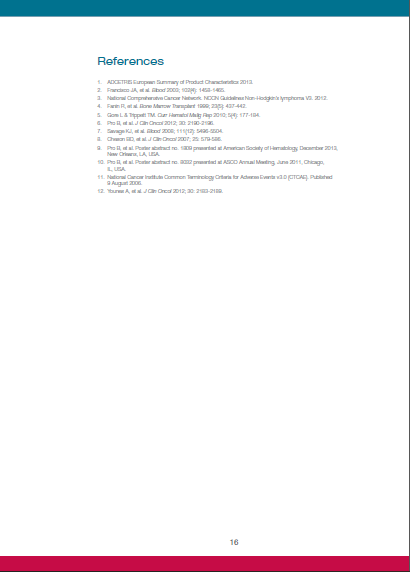 References
1. ADCETRIS European Summary of Product Characteristics 2013.
2. Francisco JA, et al. Blood 2003; 102(4): 1458-1465.
3. National Comprehensive Cancer Network. NCCN Guidelines Non-Hodgkin's lymphoma V3. 2012.
4. Fanin R, et al. Bone Marrow Transplant 1999; 23(5): 437-442.
5. Gore L & Trippett TM. Curr Hematol Malig Rep 2010; 5(4): 177-184.
6. Pro B, et al. J Clin Oncol 2012; 30: 2190-2196.
7. Savage KJ, et al. Blood 2008; 111(12): 5496-5504.
8. Cheson BD, et al. J Clin Oncol 2007; 25: 579-586.
9. Pro B, et al. Poster abstract no. 1809 presented at American Society of Hematology, December 2013,
New Orleans, LA, USA.
10. Pro B, et al. Poster abstract no. 8032 presented at ASCO Annual Meeting, June 2011, Chicago,
IL, USA.
11. National Cancer Institute Common Terminology Criteria for Adverse Events v3.0 (CTCAE). Published
9 August 2006.
12. Younes A, et al. J Clin Oncol 2012; 30: 2183-2189.
16